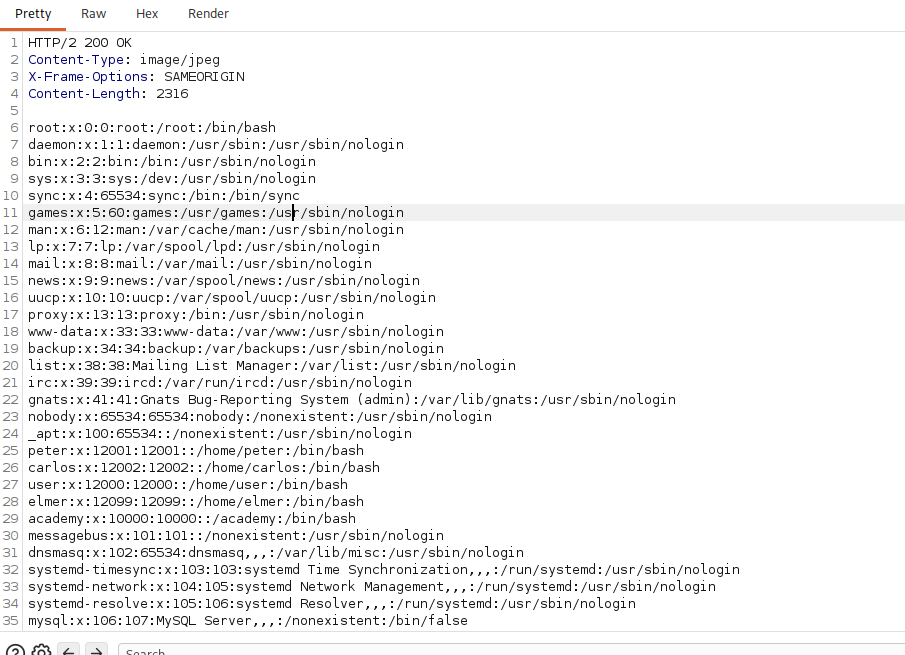 Pretty Raw Hex Render
1 HTTP/2 200 OK
2 Content-Type: image/jpeg
3 X-Frame-Options: SAMEORIGIN
4 Content-Length: 2316
5
6 root:x:0:0:root:/root:/bin/bash
7 daemon:x:1:1:daemon:/usr/sbin:/usr/sbin/nologin
8 bin:x:2:2:bin:/bin:/usr/sbin/nologin
9 sys:x:3:3:sys:/dev:/usr/sbin/nologin
10 sync:x:4:65534:sync:/bin:/bin/sync
11 games:x:5:60:games:/usr/games:/usr/sbin/nologin
12 man:x:6:12:man:/var/cache/man:/usr/sbin/nologin
13 lp:x:7:7:lp:/var/spool/lpd:/usr/sbin/nologin
14 mail:x:8:8:mail:/var/mail:/usr/sbin/nologin
15 news:x:9:9:news:/var/spool/news:/usr/sbin/nologin
16 uucp:x:10:10:uucp:/var/spool/uucp:/usr/sbin/nologin
17 proxy:x:13:13:proxy:/bin:/usr/sbin/nologin
18 www-data:x:33:33:www-data:/var/www:/usr/sbin/nologin
19 backup:x:34:34:backup:/var/backups:/usr/sbin/nologin
20 list:x:38:38:Mailing List Manager:/var/list:/usr/sbin/nologin
21 irc:x:39:39:ircd:/var/run/ircd:/usr/sbin/nologin
22 gnats:x:41:41:Gnats Bug-Reporting System (admin):/var/lib/gnats:/usr/sbin/nologin
23 nobody:x:65534:65534:nobody:/nonexistent:/usr/sbin/nologin
24 _apt:x:100:65534::/nonexistent:/usr/sbin/nologin
25 peter:x:12001:12001::/home/peter:/bin/bash
26 carlos:x:12002:12002::/home/carlos:/bin/bash
27 user:x:12000:12000::/home/user:/bin/bash
28 elmer:x:12099:12099::/home/elmer:/bin/bash
29 academy:x:10000:10000::/academy:/bin/bash
30 messagebus:x:101:101::/nonexistent:/usr/sbin/nologin
31 dnsmasq:x:102:65534:dnsmasq,,,:/var/lib/misc:/usr/sbin/nologin
32 systemd-timesync:x:103:103:systemd Time Synchronization,,,:/run/systemd:/usr/sbin/nologin
33 systemd-network:x:104:105:systemd Network Management,,,:/run/systemd:/usr/sbin/nologin
34 systemd-resolve:x:105:106:systemd Resolver,,,:/run/systemd:/usr/sbin/nologin
35 mysql:x:106:107:MySQL Server,,,:/nonexistent:/bin/false
Search